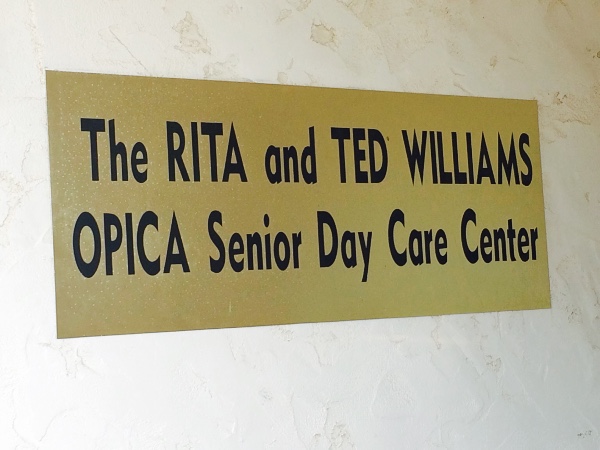 The RITA and TED WILLIAMS
OPICA Senior Day Care Center